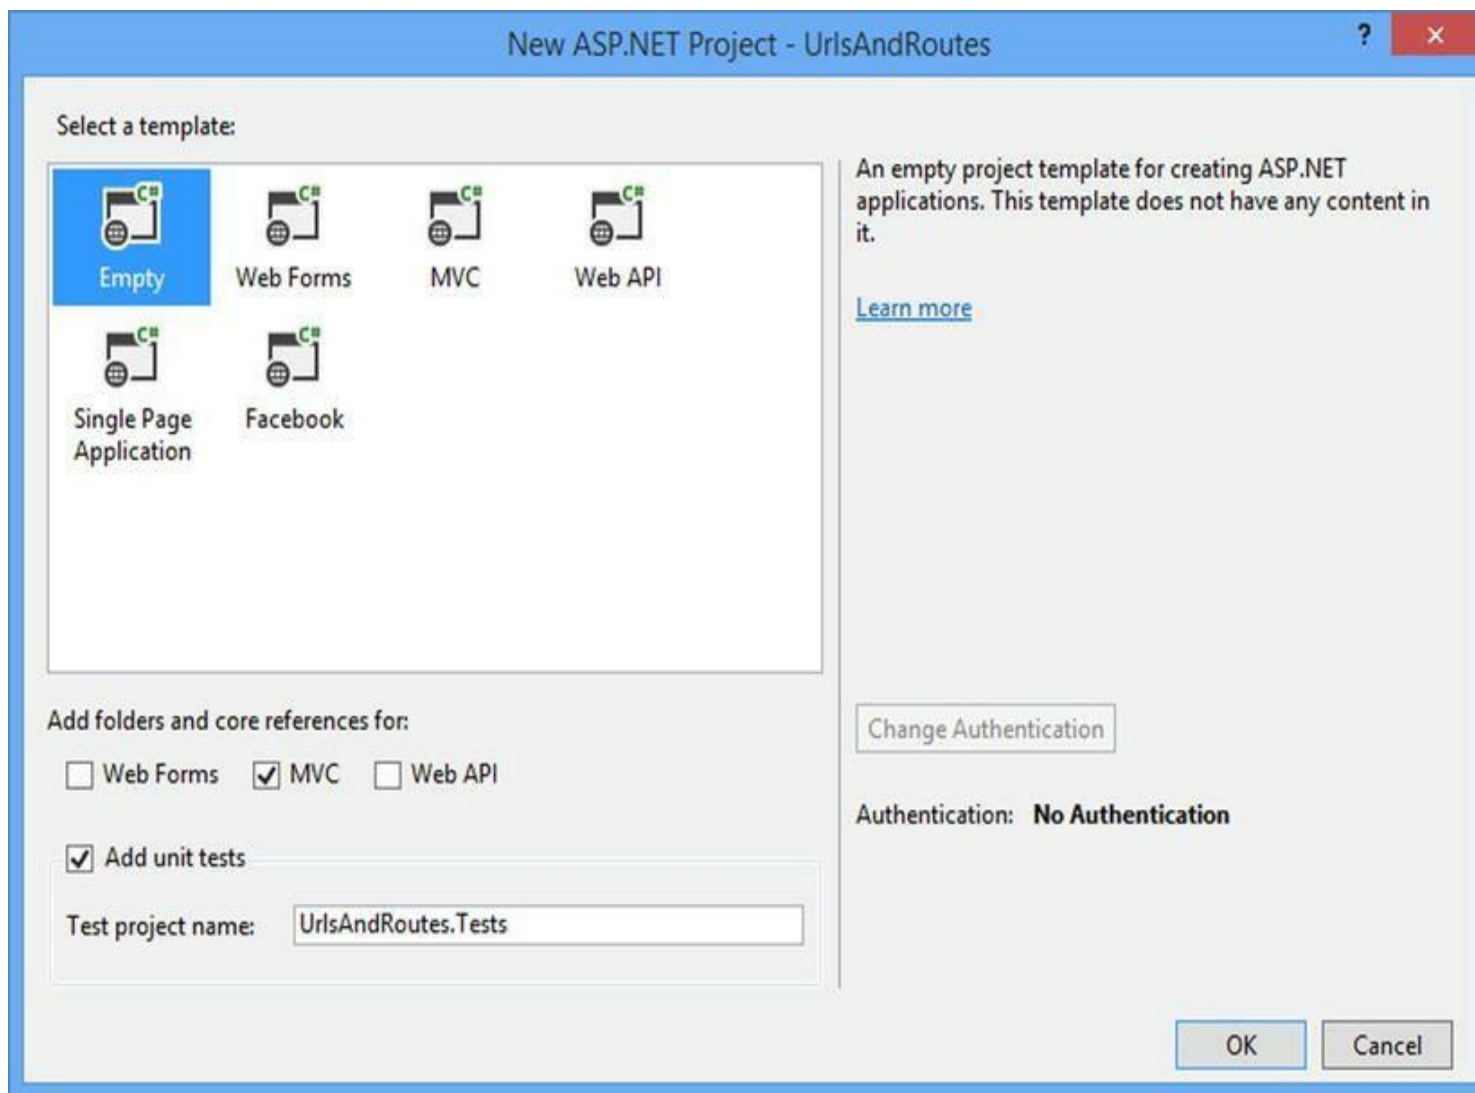 New ASP.NET Project - UrlsAndRoutes
?
×
Select a template:
C#
C#
C#
C#
Empty
Web Forms
MVC
Web API
C#
C#
Single Page
Application
Facebook
An empty project template for creating ASP.NET
applications. This template does not have any content in
it.
Learn more
Add folders and core references for:
Web Forms
MVC
Web API
Add unit tests
Test project name:
UrlsAndRoutes.Tests
Change Authentication
Authentication: No Authentication
OK
Cancel